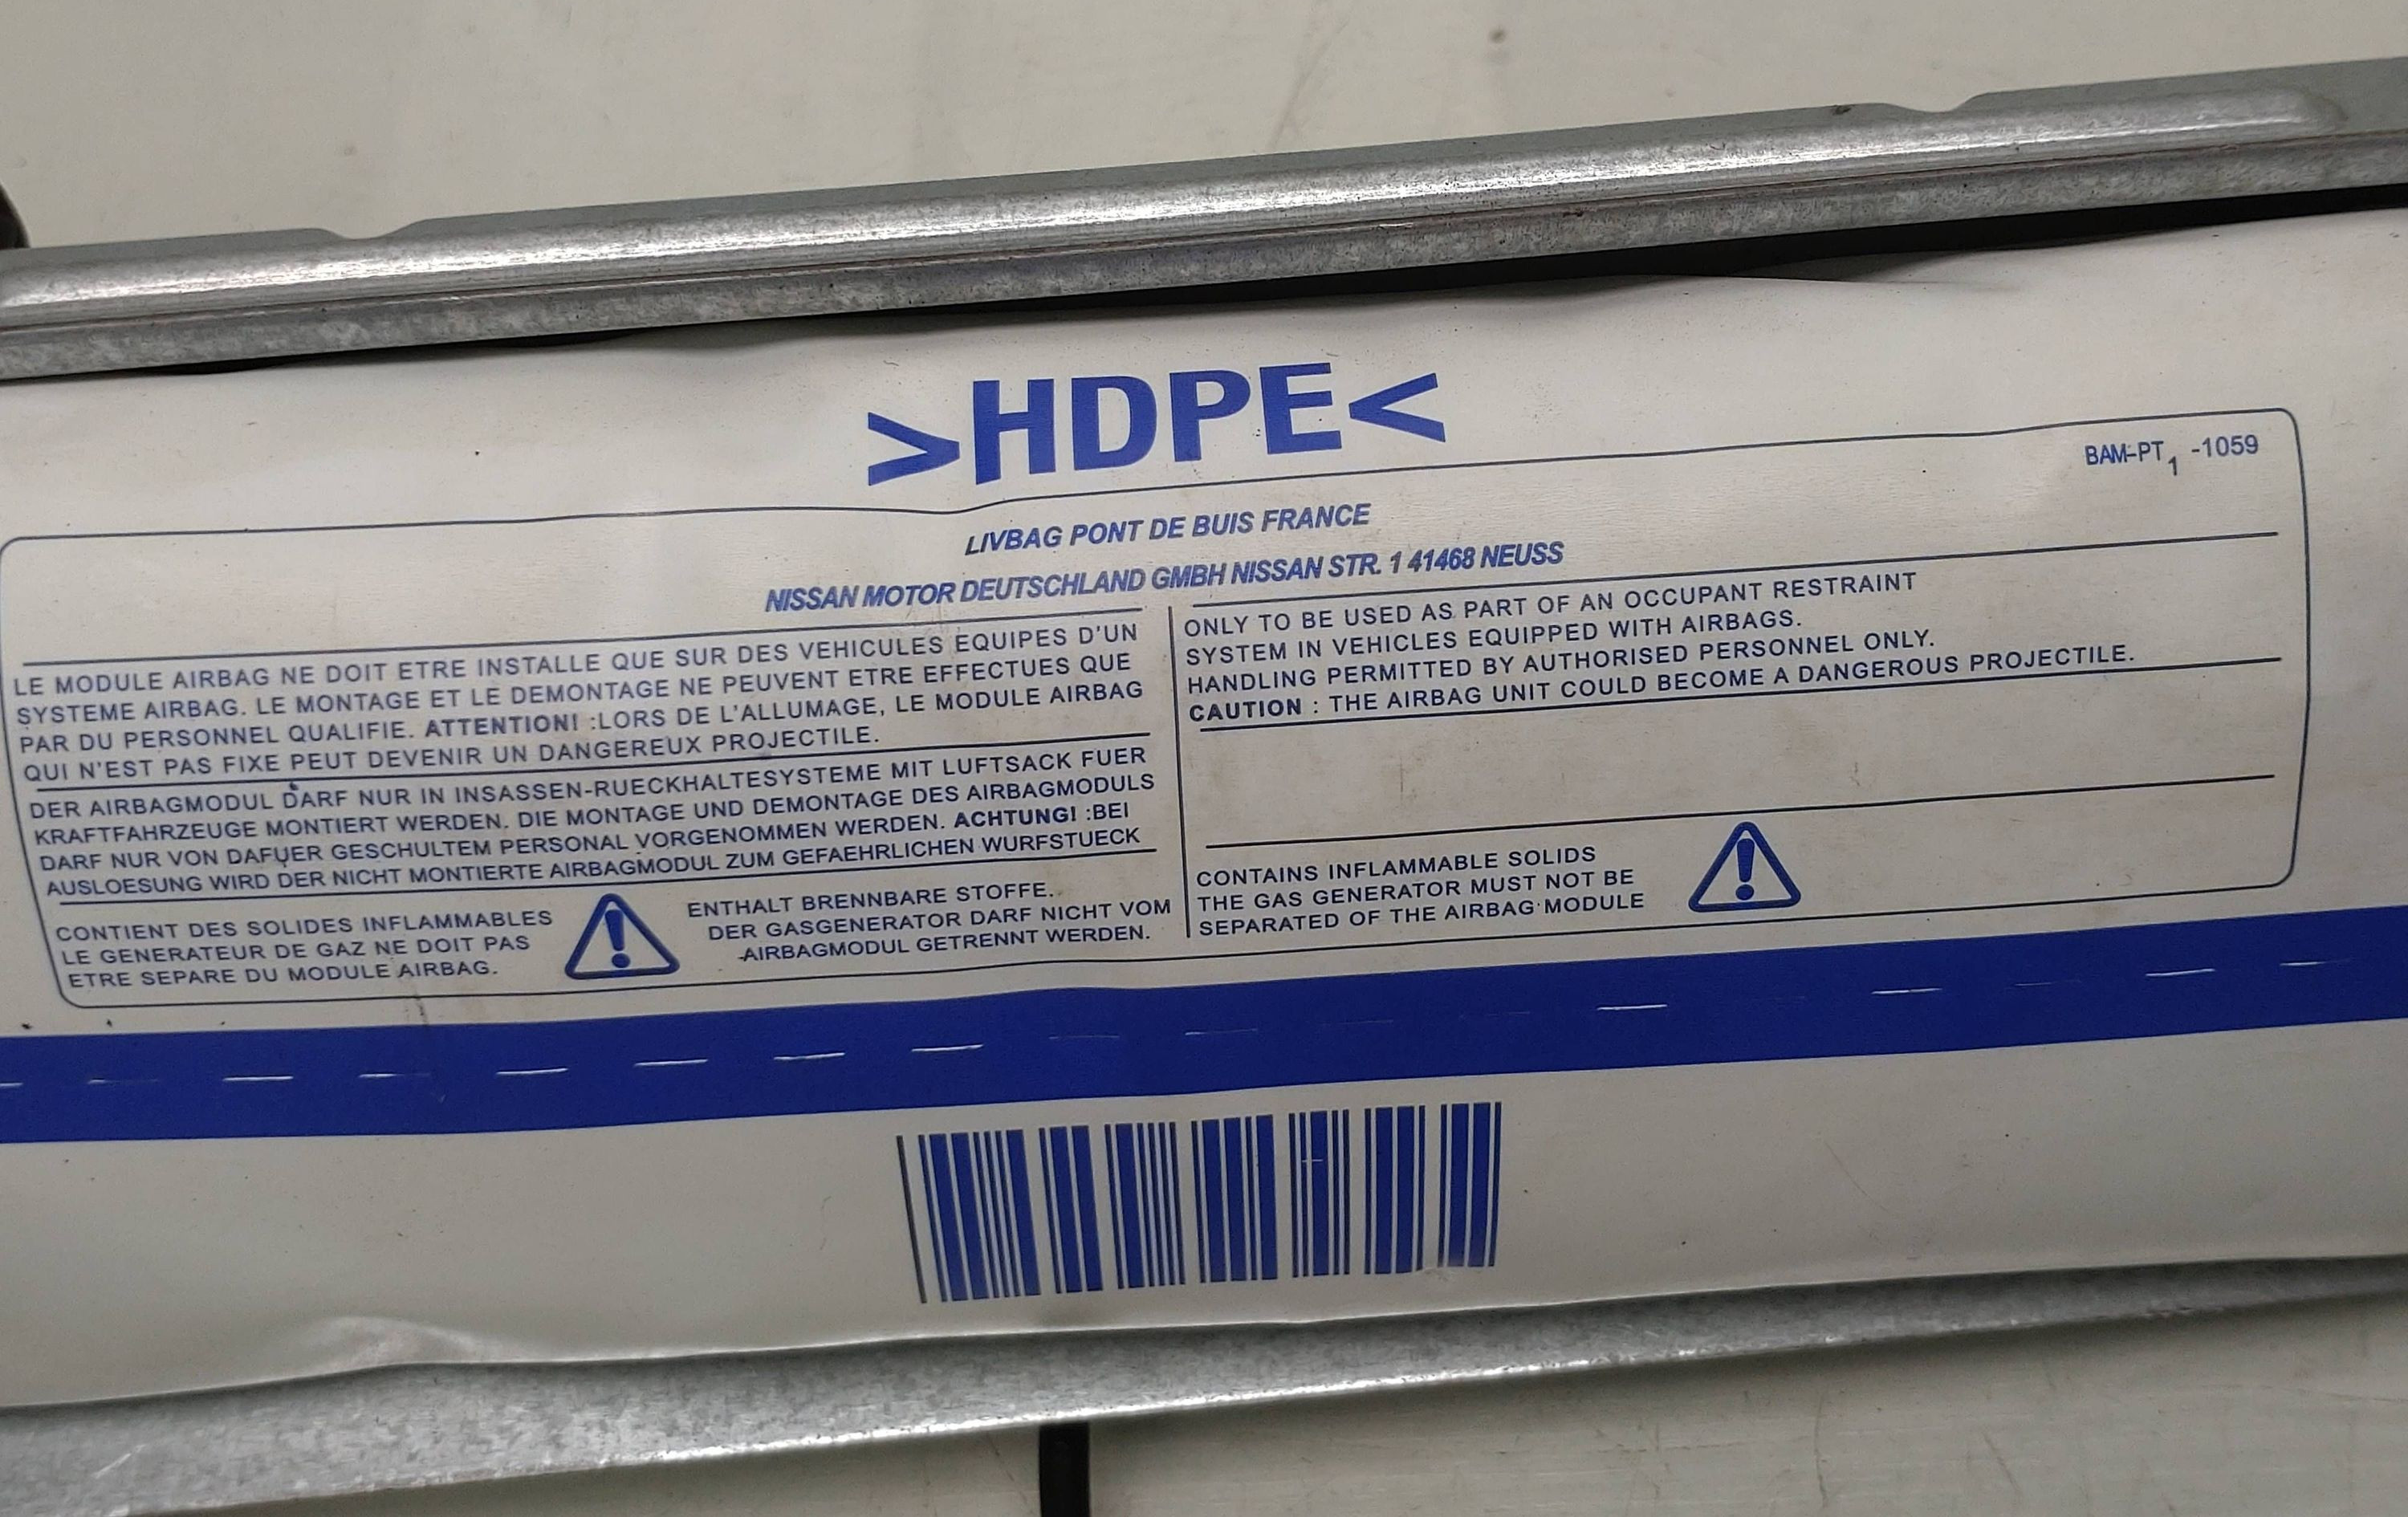 >HDPE<
BAM-PT1 -1059
LIVBAG PONT DE BUIS FRANCE
NISSAN MOTOR DEUTSCHLAND GMBH NISSAN STR. 1 41468 NEUSS
LE MODULE AIRBAG NE DOIT ETRE INSTALLE QUE SUR DES VEHICULES EQUIPES D'UN
SYSTEME AIRBAG. LE MONTAGE ET LE DEMONTAGE NE PEUVENT ETRE EFFECTUES QUE
PAR DU PERSONNEL QUALIFIE. ATTENTION! :LORS DE L'ALLUMAGE, LE MODULE AIRBAG
QUI N'EST PAS FIXE PEUT DEVENIR UN DANGEREUX PROJECTILE.
DER AIRBAGMODUL DARF NUR IN INSASSEN-RUECKHALTESYSTEME MIT LUFTSACK FUER
KRAFTFAHRZEUGE MONTIERT WERDEN. DIE MONTAGE UND DEMONTAGE DES AIRBAGMODULS
DARF NUR VON DAFUER GESCHULTEM PERSONAL VORGENOMMEN WERDEN. ACHTUNG! :BEI
AUSLOESUNG WIRD DER NICHT MONTIERTE AIRBAGMODUL ZUM GEFAEHRLICHEN WURFSTUECK
CONTIENT DES SOLIDES INFLAMMABLES
LE GENERATEUR DE GAZ NE DOIT PAS
ETRE SEPARE DU MODULE AIRBAG.
ENTHALT BRENNBARE STOFFE.
DER GASGENERATOR DARF NICHT VOM
AIRBAGMODUL GETRENNT WERDEN.
ONLY TO BE USED AS PART OF AN OCCUPANT RESTRAINT
SYSTEM IN VEHICLES EQUIPPED WITH AIRBAGS.
HANDLING PERMITTED BY AUTHORISED PERSONNEL ONLY.
CAUTION : THE AIRBAG UNIT COULD BECOME A DANGEROUS PROJECTILE.
CONTAINS INFLAMMABLE SOLIDS
THE GAS GENERATOR MUST NOT BE
SEPARATED OF THE AIRBAG MODULE